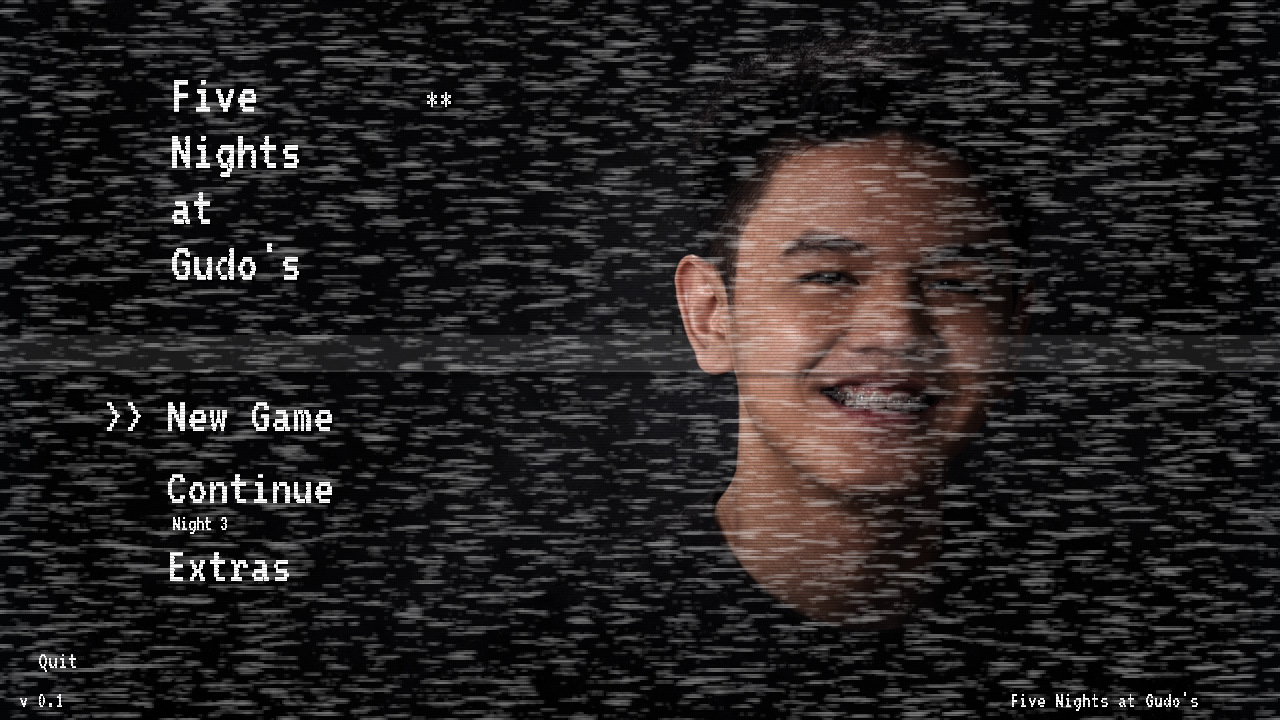 Five
Nights
at
Gudo's
**
>> New Game
Continue
Night 3
Extras
Quit
v 0.1
Five Nights at Gudo's